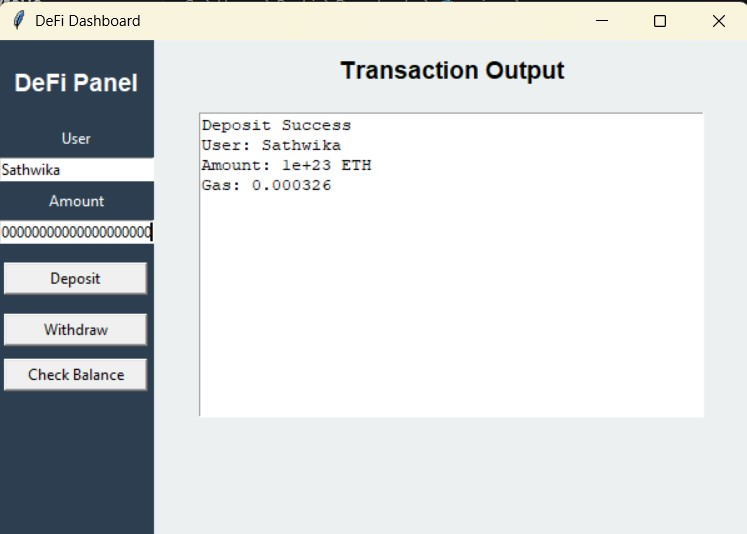 DeFi Dashboard
DeFi Panel
User
Sathwika
Amount
00000000000000000000
Deposit
Withdraw
Check Balance
Transaction Output
Deposit Success
User: Sathwika
Amount: 1e+23 ETH
Gas: 0.000326